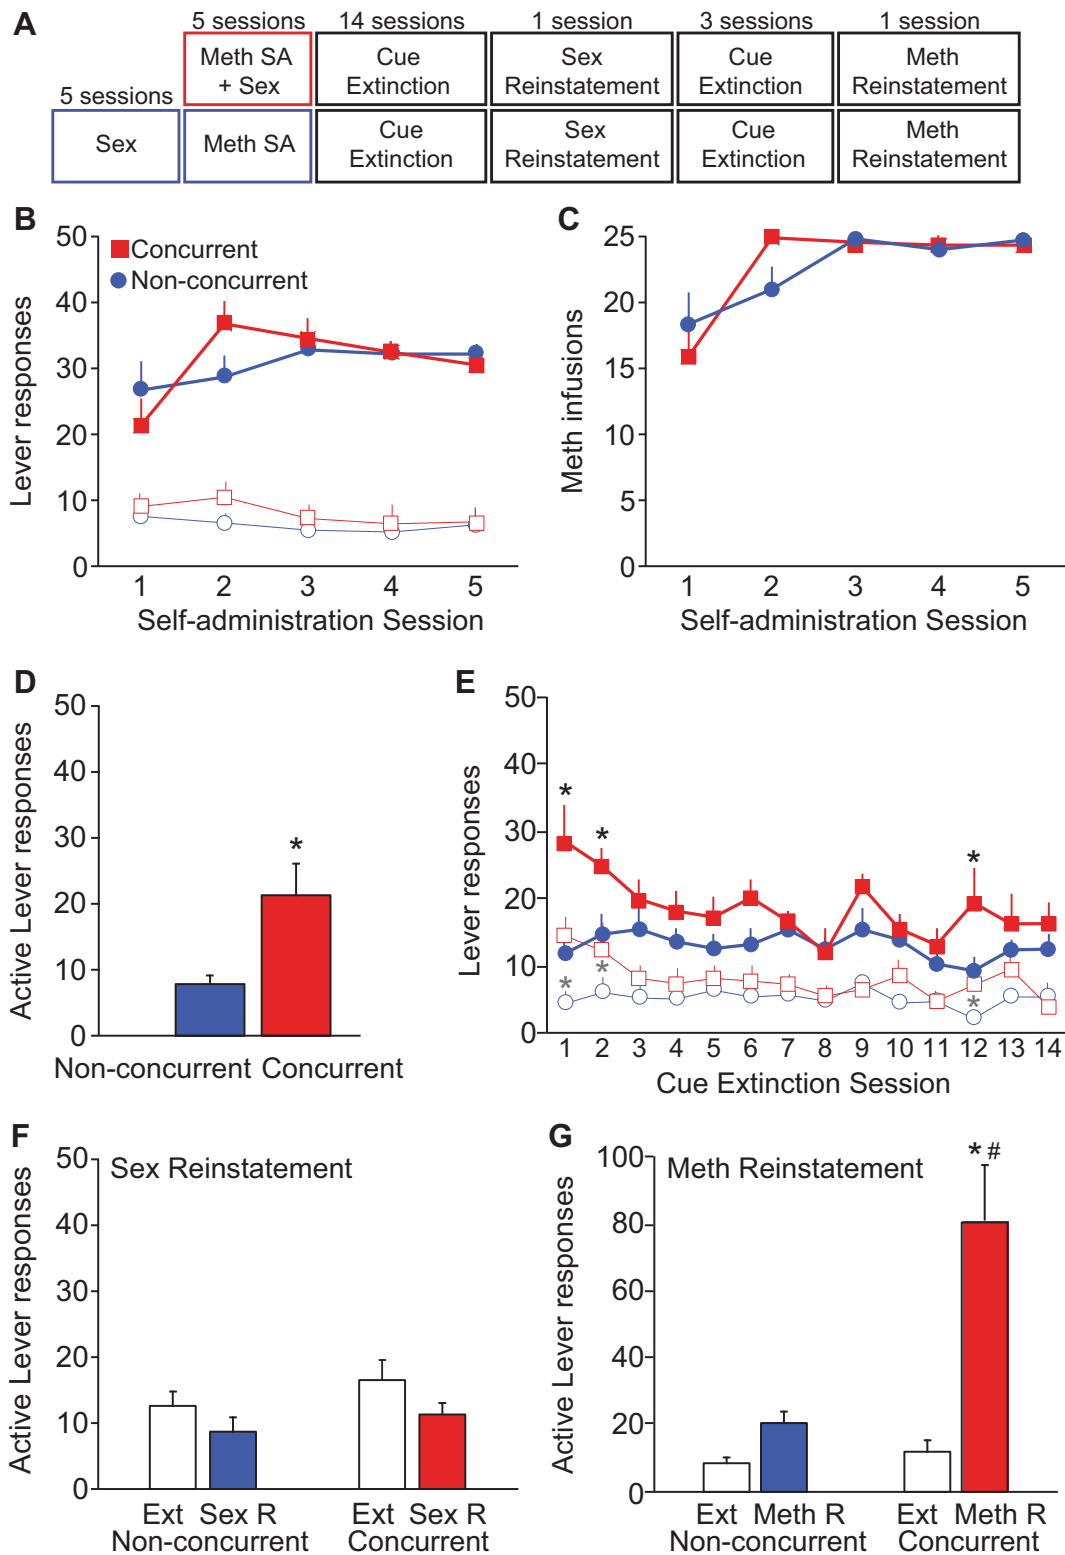 A
5 sessions 14 sessions 1 session 3 sessions 1 session
Meth SA
+ Sex
Cue
Extinction
Sex
Reinstatement
Cue
Extinction
Meth
Reinstatement
5 sessions
Sex
Meth SA
Cue
Extinction
Sex
Reinstatement
Cue
Extinction
Meth
Reinstatement
B
50
40
30
20
10
0
Lever responses
Concurrent
Non-concurrent
1 2 3 4 5
Self-administration Session
C
25
20
15
10
5
0
Meth infusions
1 2 3 4 5
Self-administration Session
D
50
40
30
20
10
0
Active Lever responses
*
Non-concurrent Concurrent
E
50
40
30
20
10
0
Lever responses
* * *
* * *
1 2 3 4 5 6 7 8 9 10 11 12 13 14
Cue Extinction Session
F
50
40
30
20
10
0
Active Lever responses
Sex Reinstatement
Ext Sex R Ext Sex R
Non-concurrent Concurrent
G
100
80
60
40
20
0
Active Lever responses
Meth Reinstatement
* #
Ext Meth R Ext Meth R
Non-concurrent Concurrent